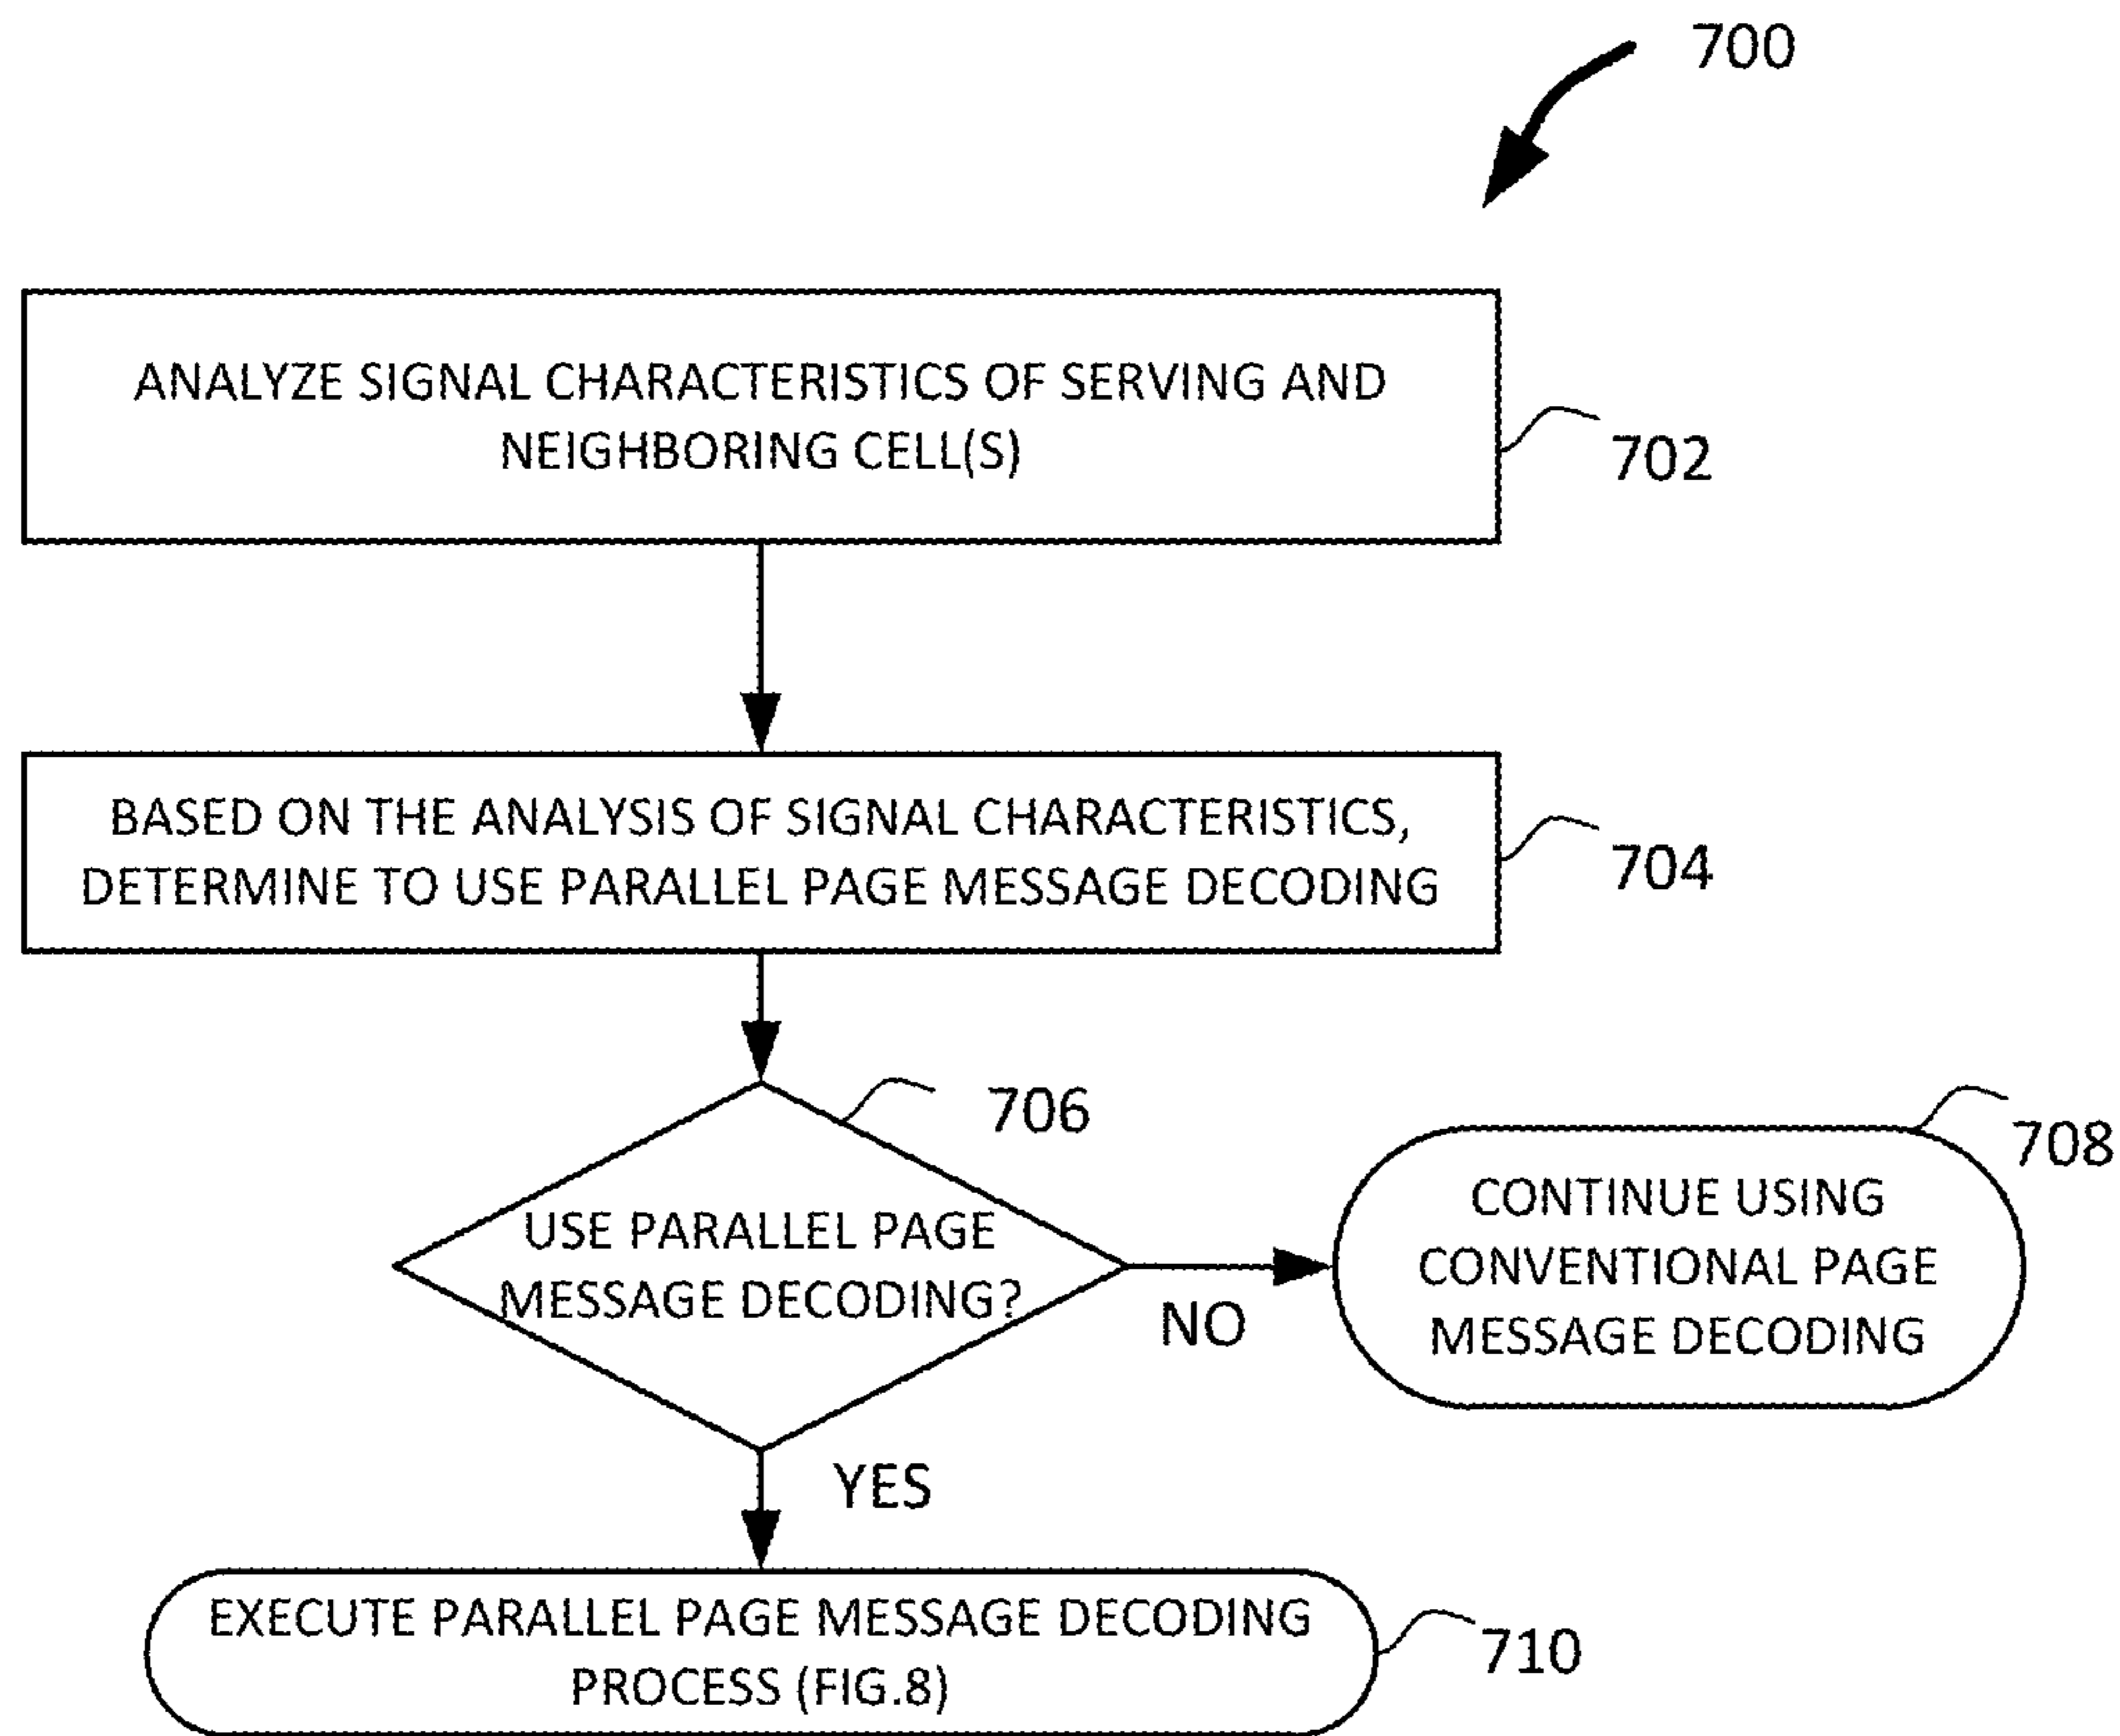 700
ANALYZE SIGNAL CHARACTERISTICS OF SERVING AND
NEIGHBORING CELL(S)
702
BASED ON THE ANALYSIS OF SIGNAL CHARACTERISTICS,
DETERMINE TO USE PARALLEL PAGE MESSAGE DECODING
704
706
USE PARALLEL PAGE
MESSAGE DECODING?
NO
708
CONTINUE USING
CONVENTIONAL PAGE
MESSAGE DECODING
YES
EXECUTE PARALLEL PAGE MESSAGE DECODING
PROCESS (FIG.8)
710